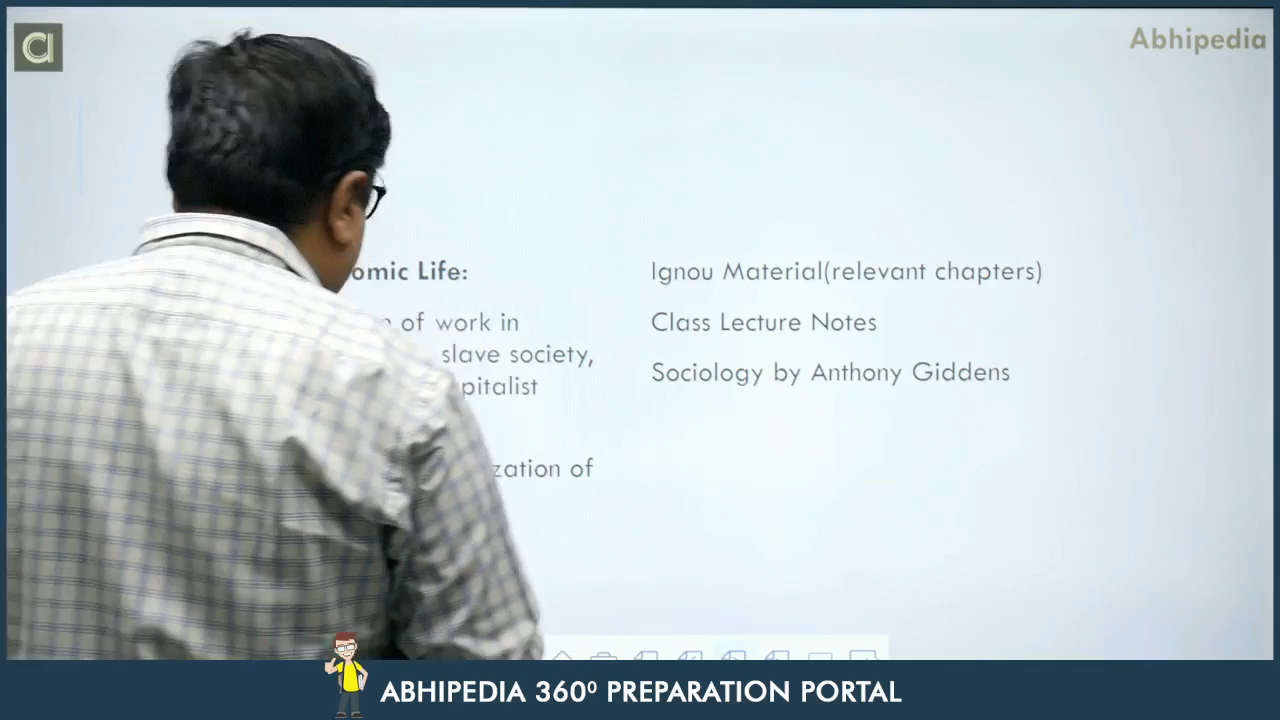 Abhipedia
omic Life:
of work in
slave society,
pitalist
zation of
Ignou Material(relevant chapters)
Class Lecture Notes
Sociology by Anthony Giddens
ABHIPEDIA 360⁰ PREPARATION PORTAL